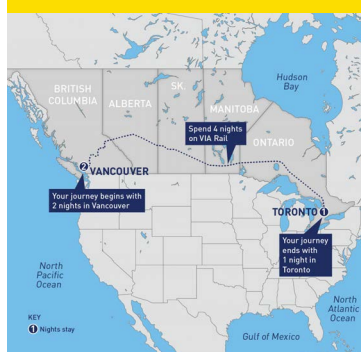 Hudson
Bay
BRITISH
COLUMBIA
ALBERTA
SK.
MANITOBA
ONTARIO
Spend 4 nights
on VIA Rail
2 VANCOUVER
Your journey begins with
2 nights in Vancouver
TORONTO 1
Your journey
ends with
1 night in
Toronto
North
Pacific
Ocean
North
Atlantic
Ocean
Gulf of Mexico
KEY
1 Nights stay